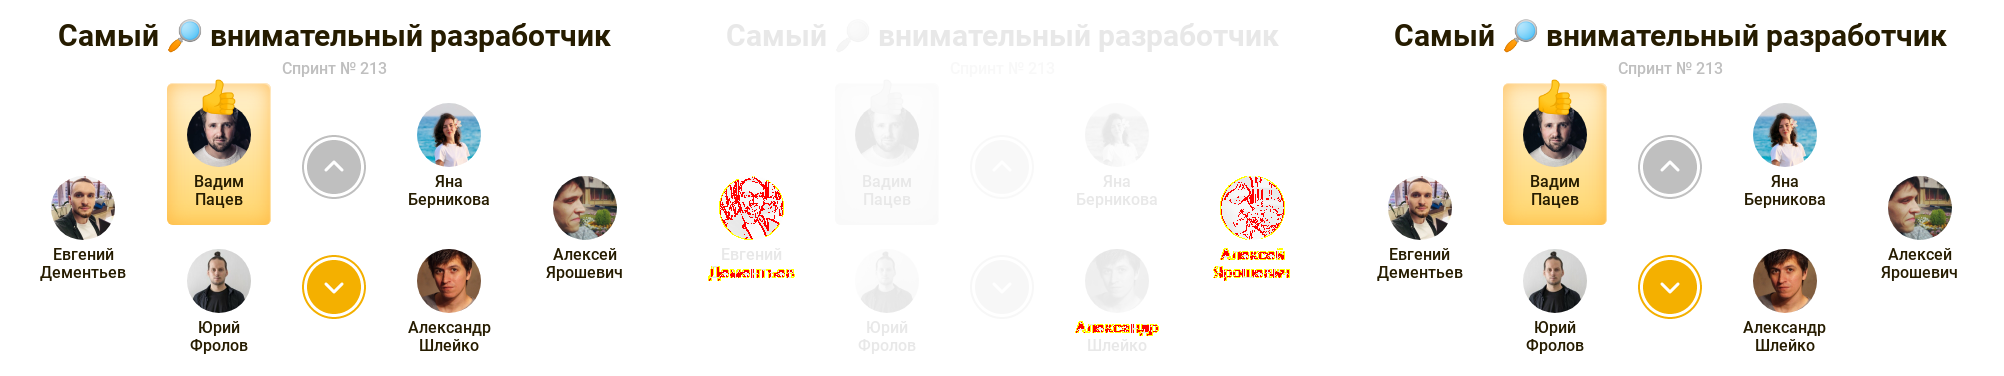 Самый 🔎 внимательный разработчик
Спринт № 213
Вадим
Пацев
Яна
Берникова
Евгений
Дементьев
Алексей
Ярошевич
Юрий
Фролов
Александр
Шлейко
Самый 🔎 внимательный разработчик
Спринт № 213
Вадим
Пацев
Яна
Берникова
Евгений
Дементьев
Алексей
Ярошевич
Юрий
Фролов
Александр
Шлейко
Самый 🔎 внимательный разработчик
Спринт № 213
Вадим
Пацев
Яна
Берникова
Евгений
Дементьев
Алексей
Ярошевич
Юрий
Фролов
Александр
Шлейко